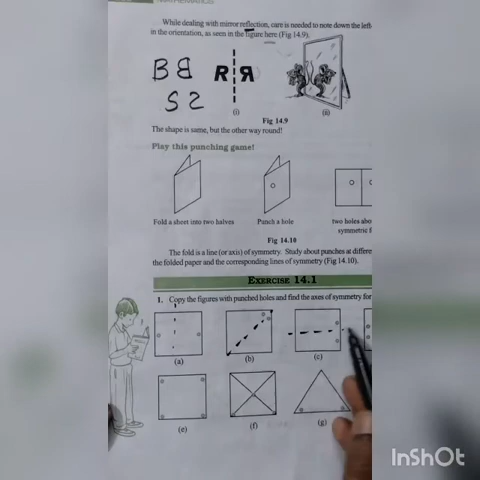 MATHEMATICS
While dealing with mirror reflection, care is needed to note down the left-
in the orientation, as seen in the figure here (Fig 14.9).
B B R R
S S
(i) (ii)
Fig 14.9
The shape is same, but the other way round!
Play this punching game!
Fold a sheet into two halves Punch a hole two holes abo
symmetric f
Fig 14.10
The fold is a line (or axis) of symmetry. Study about punches at differe
the folded paper and the corresponding lines of symmetry (Fig 14.10).
EXERCISE 14.1
1. Copy the figures with punched holes and find the axes of symmetry for
(a) (b) (c)
(e) (f) (g)
InShOt